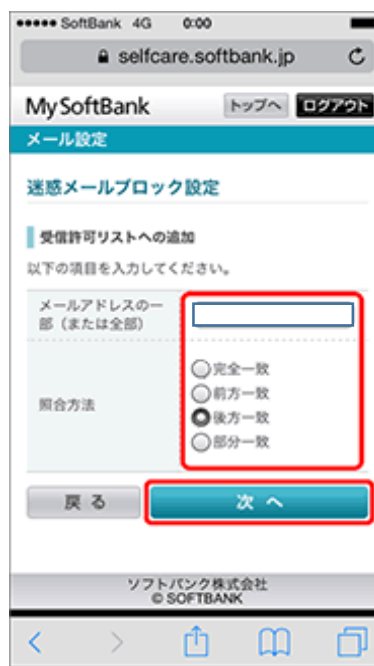 SoftBank 4G 0:00
selfcare.softbank.jp
My SoftBank トップへ ログアウト
メール設定
迷惑メールブロック設定
受信許可リストへの追加
以下の項目を入力してください。
メールアドレスの一
部（または全部）
照合方法
完全一致
前方一致
後方一致
部分一致
戻る 次へ
ソフトバンク株式会社
© SOFTBANK